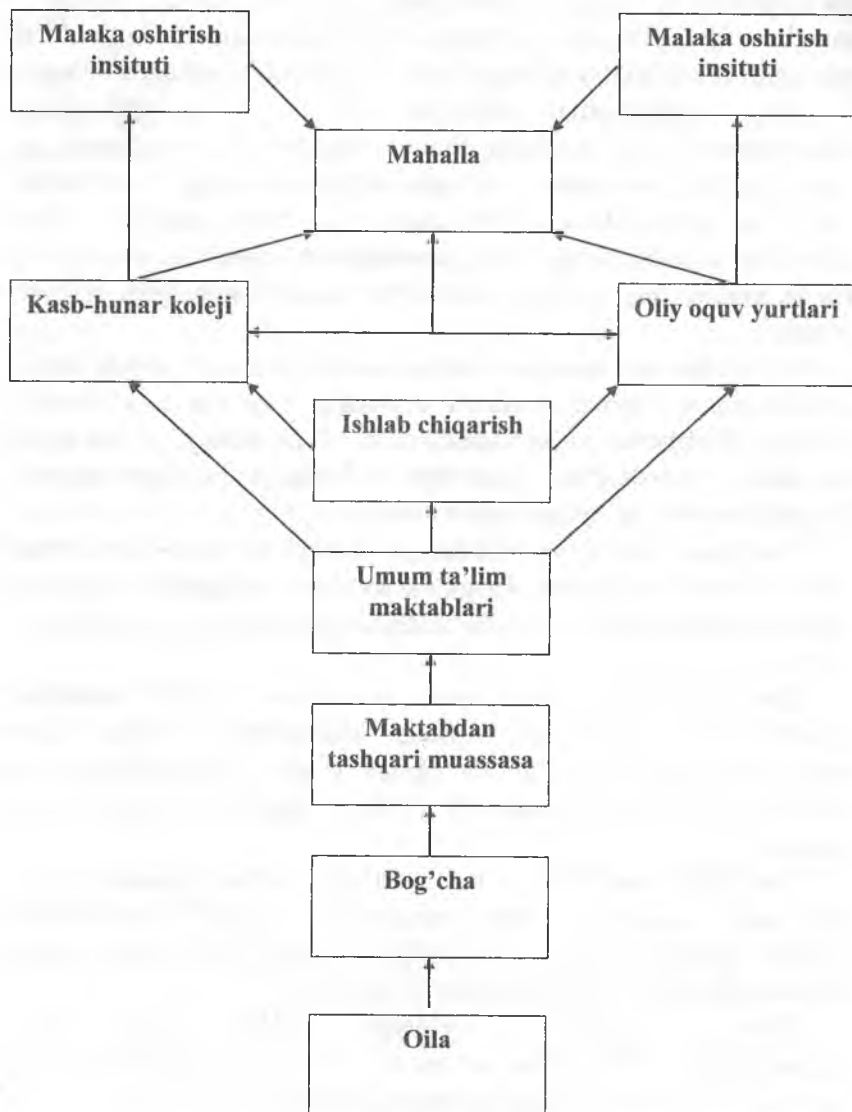 Malaka oshirish
insituti
Malaka oshirish
insituti
Mahalla
Kasb-hunar koleji
Oliy oquv yurtlari
Ishlab chiqarish
Umum ta’lim
maktablari
Maktabdan
tashqari muassasa
Bog’cha
Oila